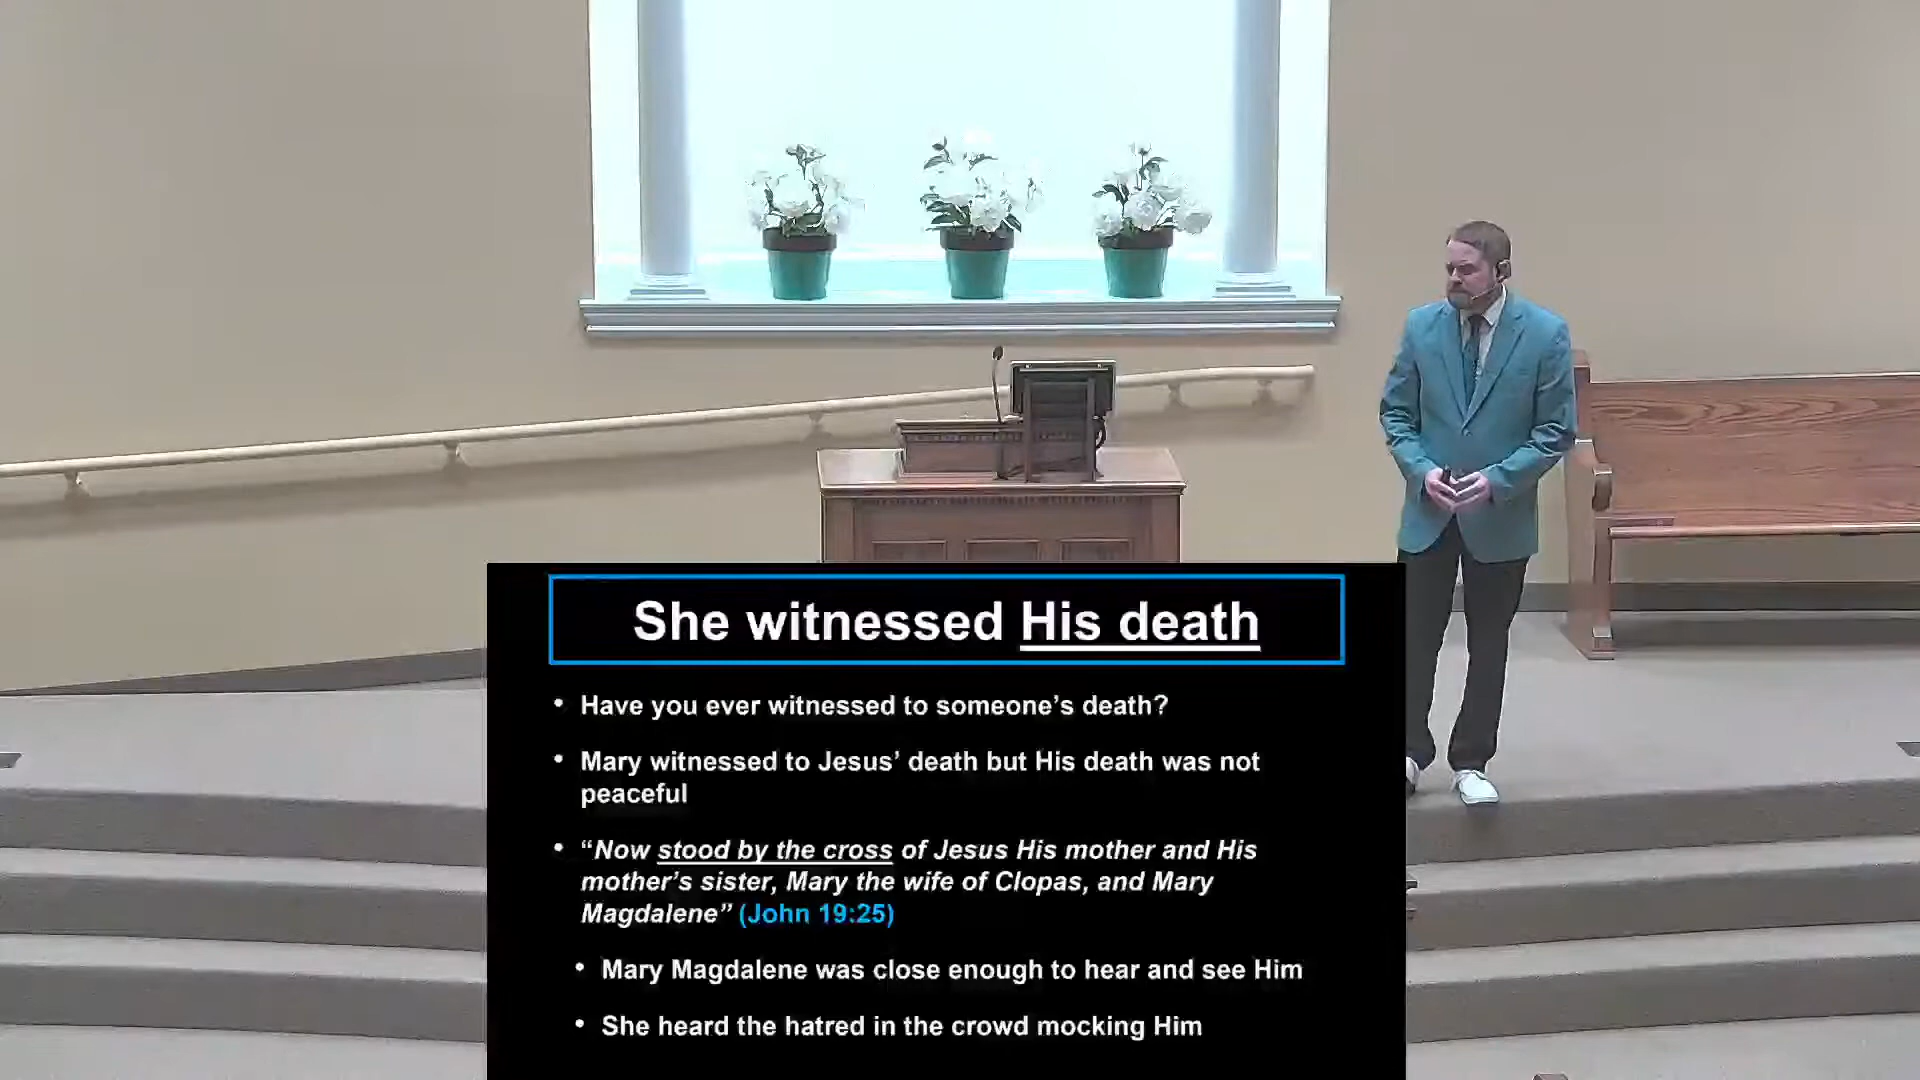 She witnessed His death
• Have you ever witnessed to someone’s death?
• Mary witnessed to Jesus’ death but His death was not
peaceful
• “Now stood by the cross of Jesus His mother and His
mother’s sister, Mary the wife of Clopas, and Mary
Magdalene” (John 19:25)
• Mary Magdalene was close enough to hear and see Him
• She heard the hatred in the crowd mocking Him